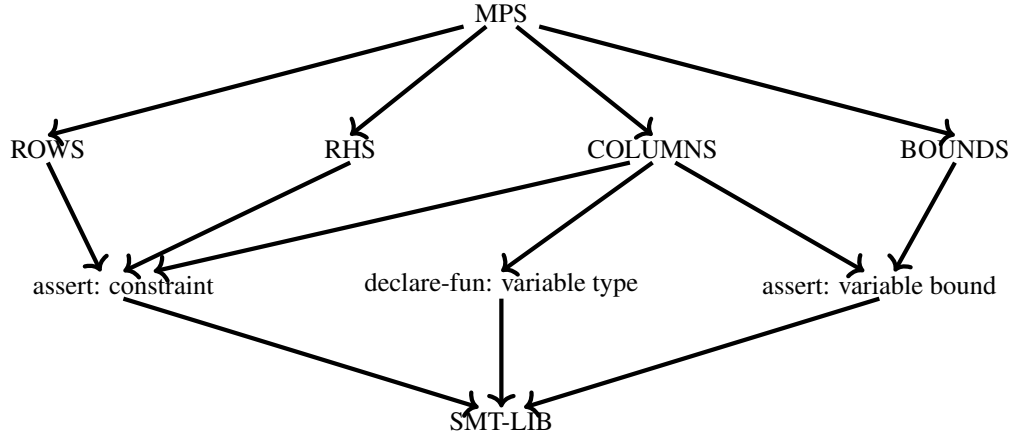 MPS
ROWS RHS COLUMNS BOUNDS
assert: constraint declare-fun: variable type assert: variable bound
SMT-LIB